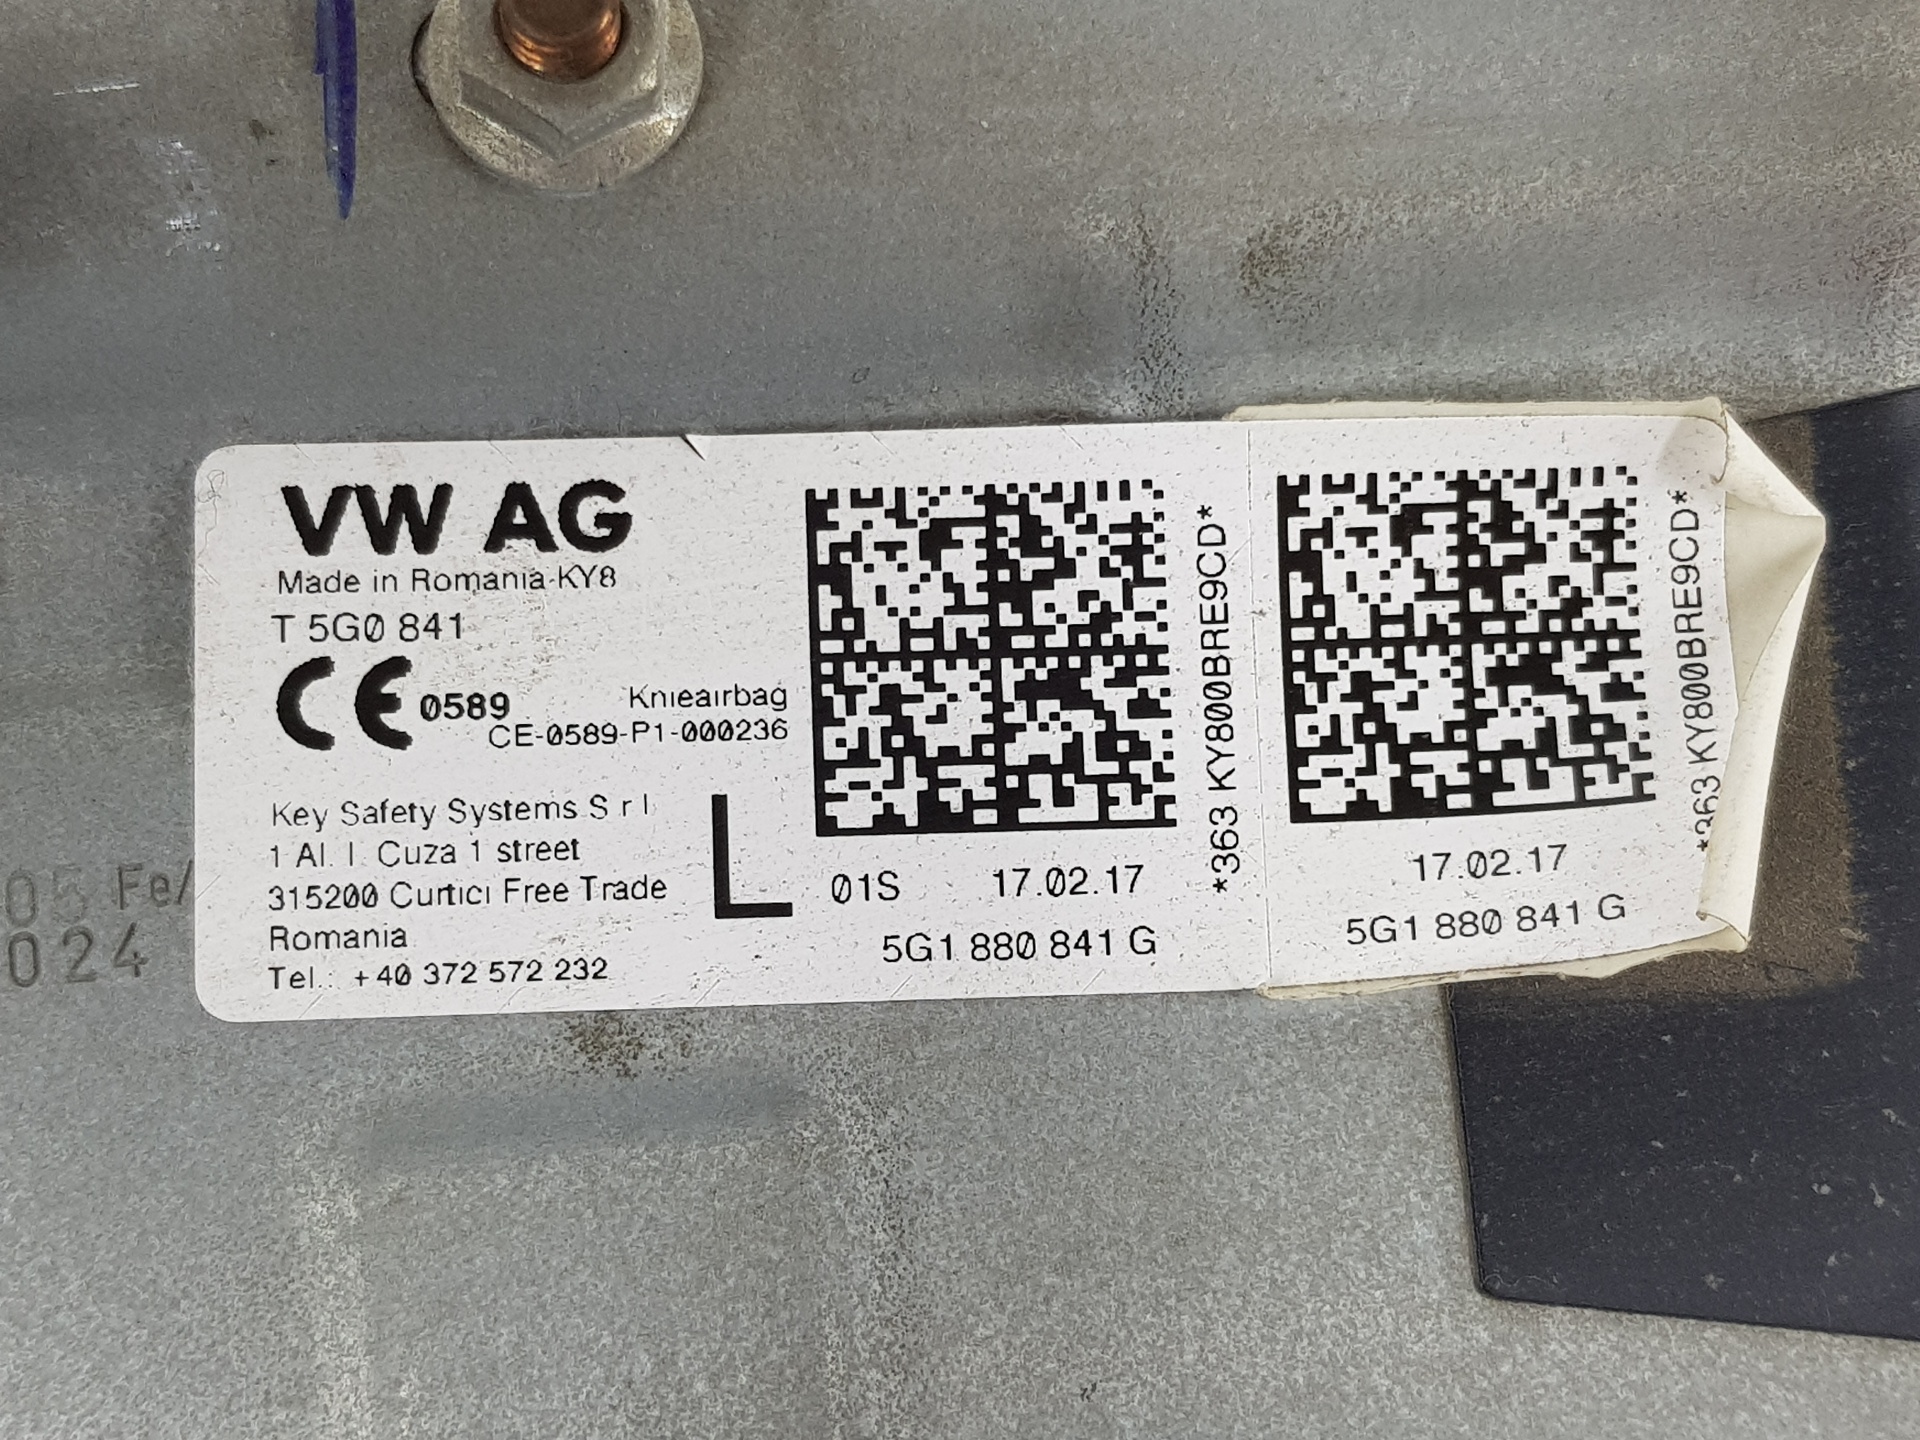 VW AG
Made in Romania-KY8
T 5G0 841
CE 0589
Knieairbag
CE-0589-P1-000236
Key Safety Systems S r l
1 Al. I. Cuza 1 street
315200 Curtici Free Trade
Romania
Tel.: +40 372 572 232
L
01S 17.02.17
5G1 880 841 G
*363 KY800BRE9CD*
17.02.17
5G1 880 841 G
*363 KY800BRE9CD*
05 Fe/
024